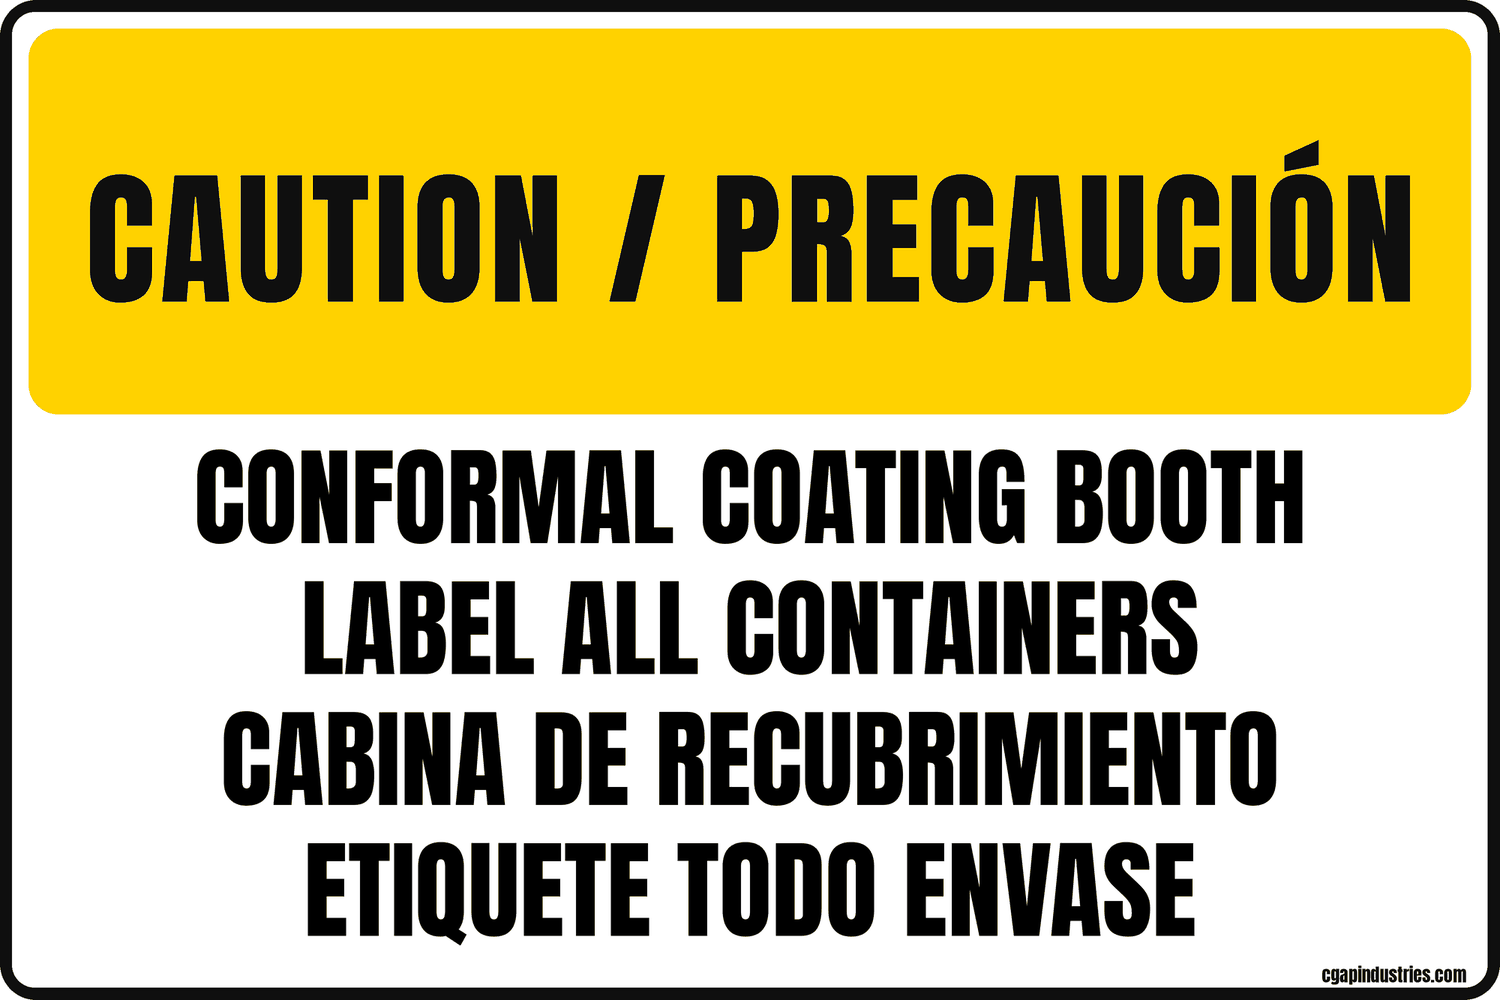 CAUTION / PRECAUCIÓN
CONFORMAL COATING BOOTH
LABEL ALL CONTAINERS
CABINA DE RECUBRIMIENTO
ETIQUETE TODO ENVASE
cgapindustries.com